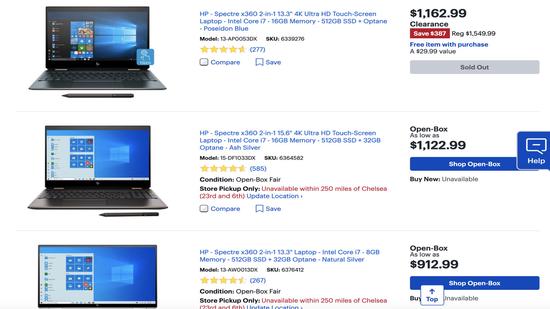 HP - Spectre x360 2-in-1 13.3" 4K Ultra HD Touch-Screen
Laptop - Intel Core i7 - 16GB Memory - 512GB SSD + Optane
- Poseidon Blue
Model: 13-AP0053DX SKU: 6339276
(277)
Compare Save
$1,162.99
Clearance
Save $387 Reg $1,549.99
Free item with purchase
A $29.99 value
Sold Out
HP - Spectre x360 2-in-1 15.6" 4K Ultra HD Touch-Screen
Laptop - Intel Core i7 - 16GB Memory - 512GB SSD + 32GB
Optane - Ash Silver
Model: 15-DF1033DX SKU: 6364582
(585)
Condition: Open-Box Fair
Store Pickup Only: Unavailable within 250 miles of Chelsea
(23rd and 6th) Update Location ›
Compare Save
Open-Box
As low as
$1,122.99
Shop Open-Box
Buy New: Unavailable
Help
HP - Spectre x360 2-in-1 13.3" Laptop - Intel Core i7 - 8GB
Memory - 512GB SSD + 32GB Optane - Natural Silver
Model: 13-AW0013DX SKU: 6376412
(267)
Condition: Open-Box Fair
Store Pickup Only: Unavailable within 250 miles of Chelsea
(23rd and 6th) Update Location ›
Open-Box
As low as
$912.99
Shop Open-Box
Unavailable
Top